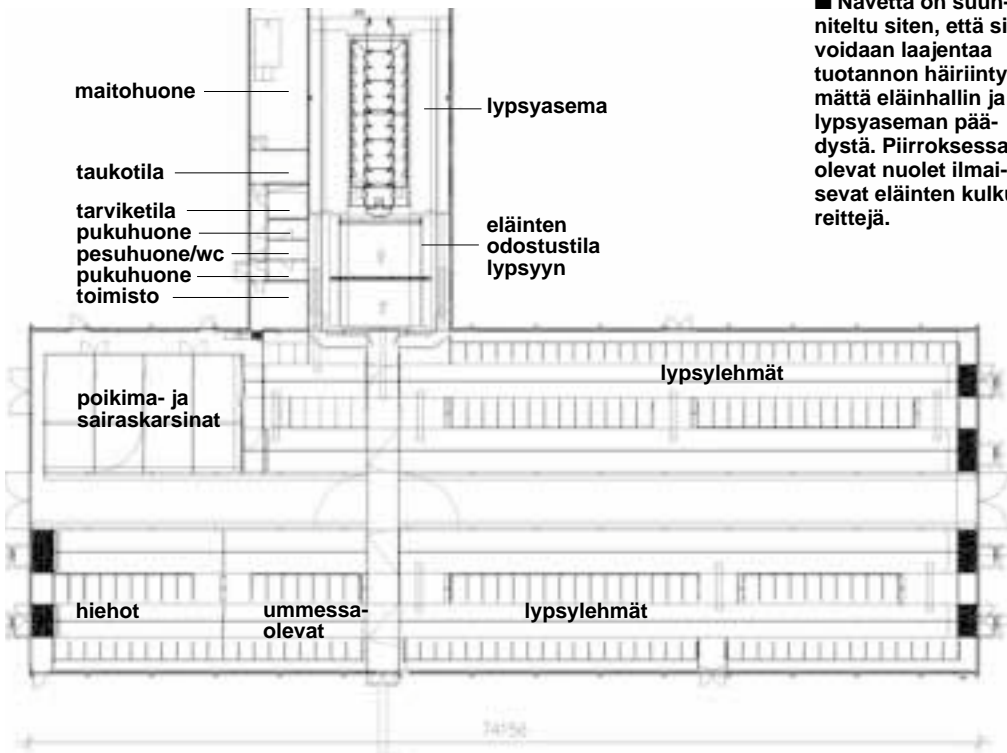 ■ Navetta on suun-
niteltu siten, että si
voidaan laajentaa
tuotannon häiriinty
mättä eläinhallin ja
lypsyaseman pää-
dystä. Piirroksessa
olevat nuolet ilmai-
sevat eläinten kulku
reittejä.
maitohuone
lypsyasema
taukotila
tarviketila
pukuhuone
pesuhuone/wc
pukuhuone
toimisto
eläinten
odostustila
lypsyyn
lypsylehmät
poikima- ja
sairaskarsinat
hiehot
ummessa-
olevat
lypsylehmät
74150